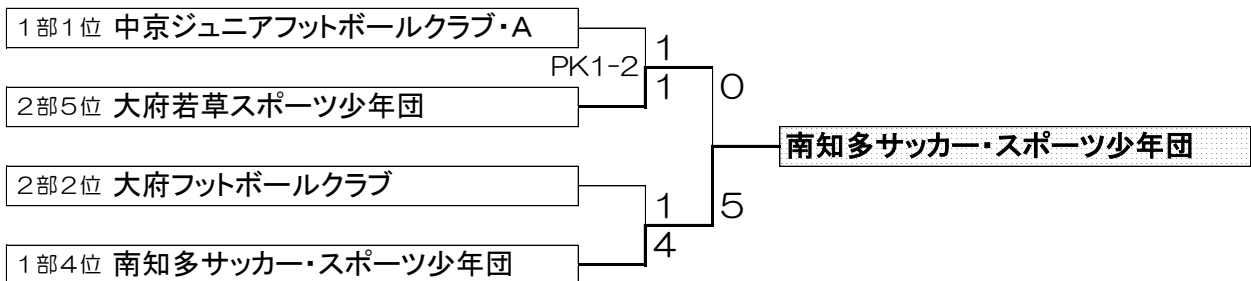 1部1位 中京ジュニアフットボールクラブ・A
1
PK1-2
1
0
2部5位 大府若草スポーツ少年団
南知多サッカー・スポーツ少年団
2部2位 大府フットボールクラブ
1
5
4
1部4位 南知多サッカー・スポーツ少年団